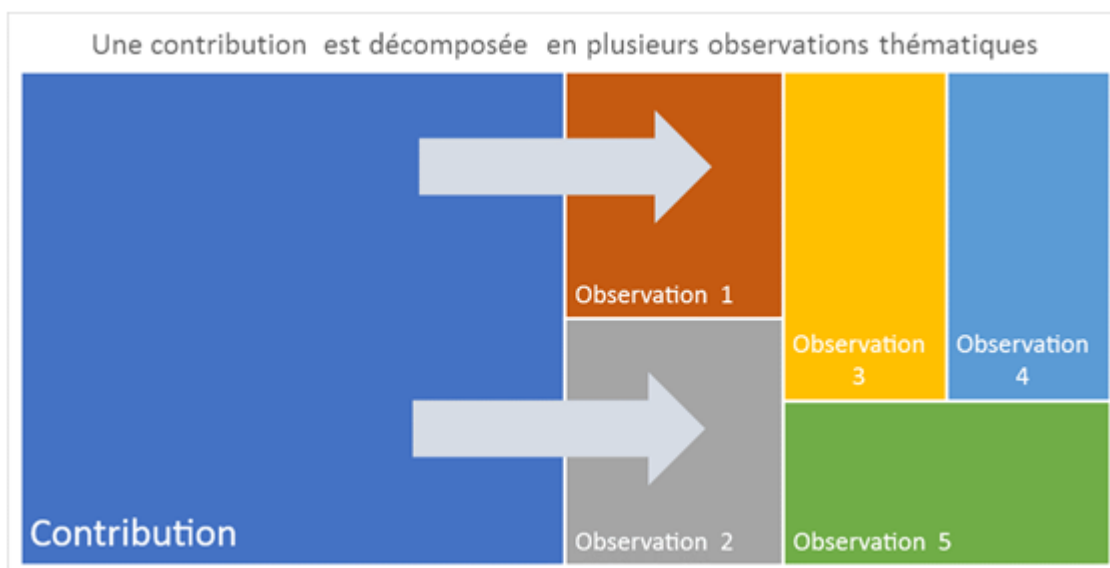 Une contribution est décomposée en plusieurs observations thématiques
Observation 1
Observation
3
Observation
4
Contribution
Observation 2
Observation 5